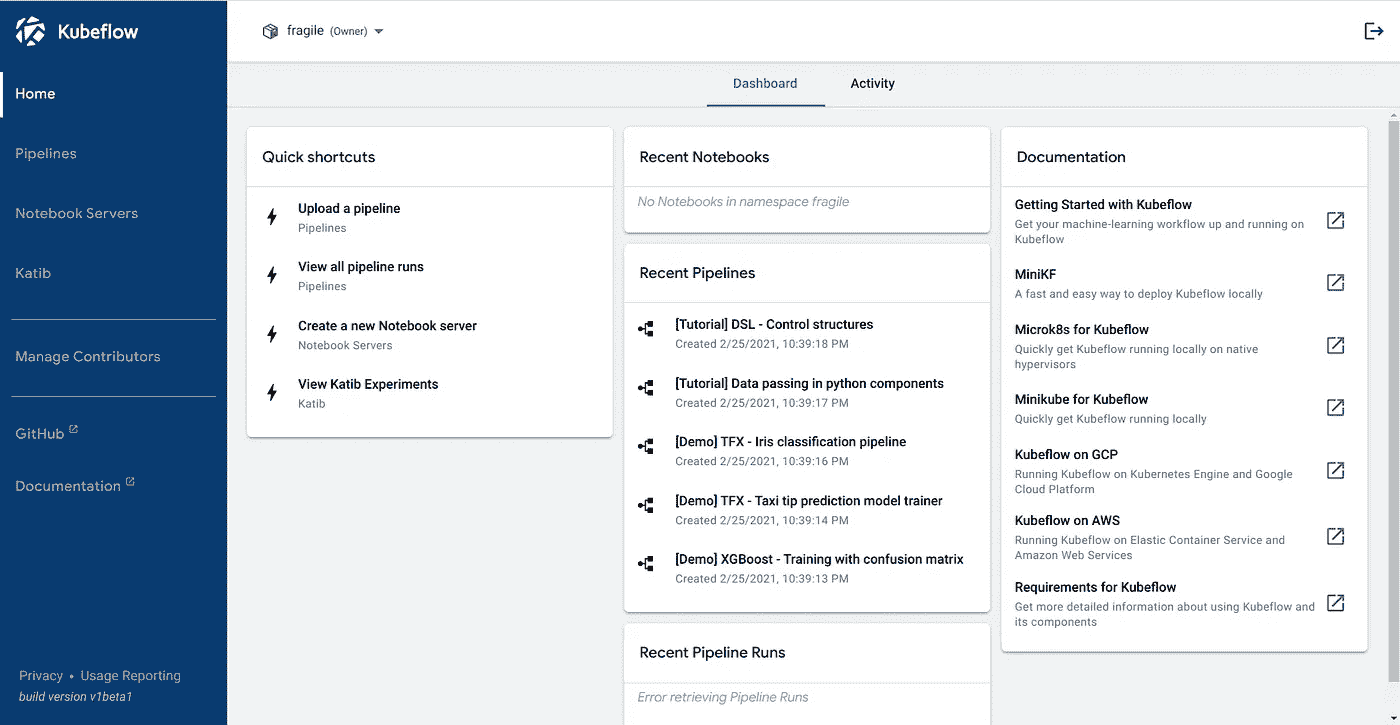 Kubeflow
Home
Pipelines
Notebook Servers
Katib
Manage Contributors
GitHub
Documentation
Privacy • Usage Reporting
build version v1beta1
fragile (Owner)
Dashboard
Activity
Quick shortcuts
Upload a pipeline
Pipelines
View all pipeline runs
Pipelines
Create a new Notebook server
Notebook Servers
View Katib Experiments
Katib
Recent Notebooks
No Notebooks in namespace fragile
Recent Pipelines
[Tutorial] DSL - Control structures
Created 2/25/2021, 10:39:18 PM
[Tutorial] Data passing in python components
Created 2/25/2021, 10:39:17 PM
[Demo] TFX - Iris classification pipeline
Created 2/25/2021, 10:39:16 PM
[Demo] TFX - Taxi tip prediction model trainer
Created 2/25/2021, 10:39:14 PM
[Demo] XGBoost - Training with confusion matrix
Created 2/25/2021, 10:39:13 PM
Recent Pipeline Runs
Error retrieving Pipeline Runs
Documentation
Getting Started with Kubeflow
Get your machine-learning workflow up and running on
Kubeflow
MiniKF
A fast and easy way to deploy Kubeflow locally
Microk8s for Kubeflow
Quickly get Kubeflow running locally on native
hypervisors
Minikube for Kubeflow
Quickly get Kubeflow running locally
Kubeflow on GCP
Running Kubeflow on Kubernetes Engine and Google
Cloud Platform
Kubeflow on AWS
Running Kubeflow on Elastic Container Service and
Amazon Web Services
Requirements for Kubeflow
Get more detailed information about using Kubeflow and
its components